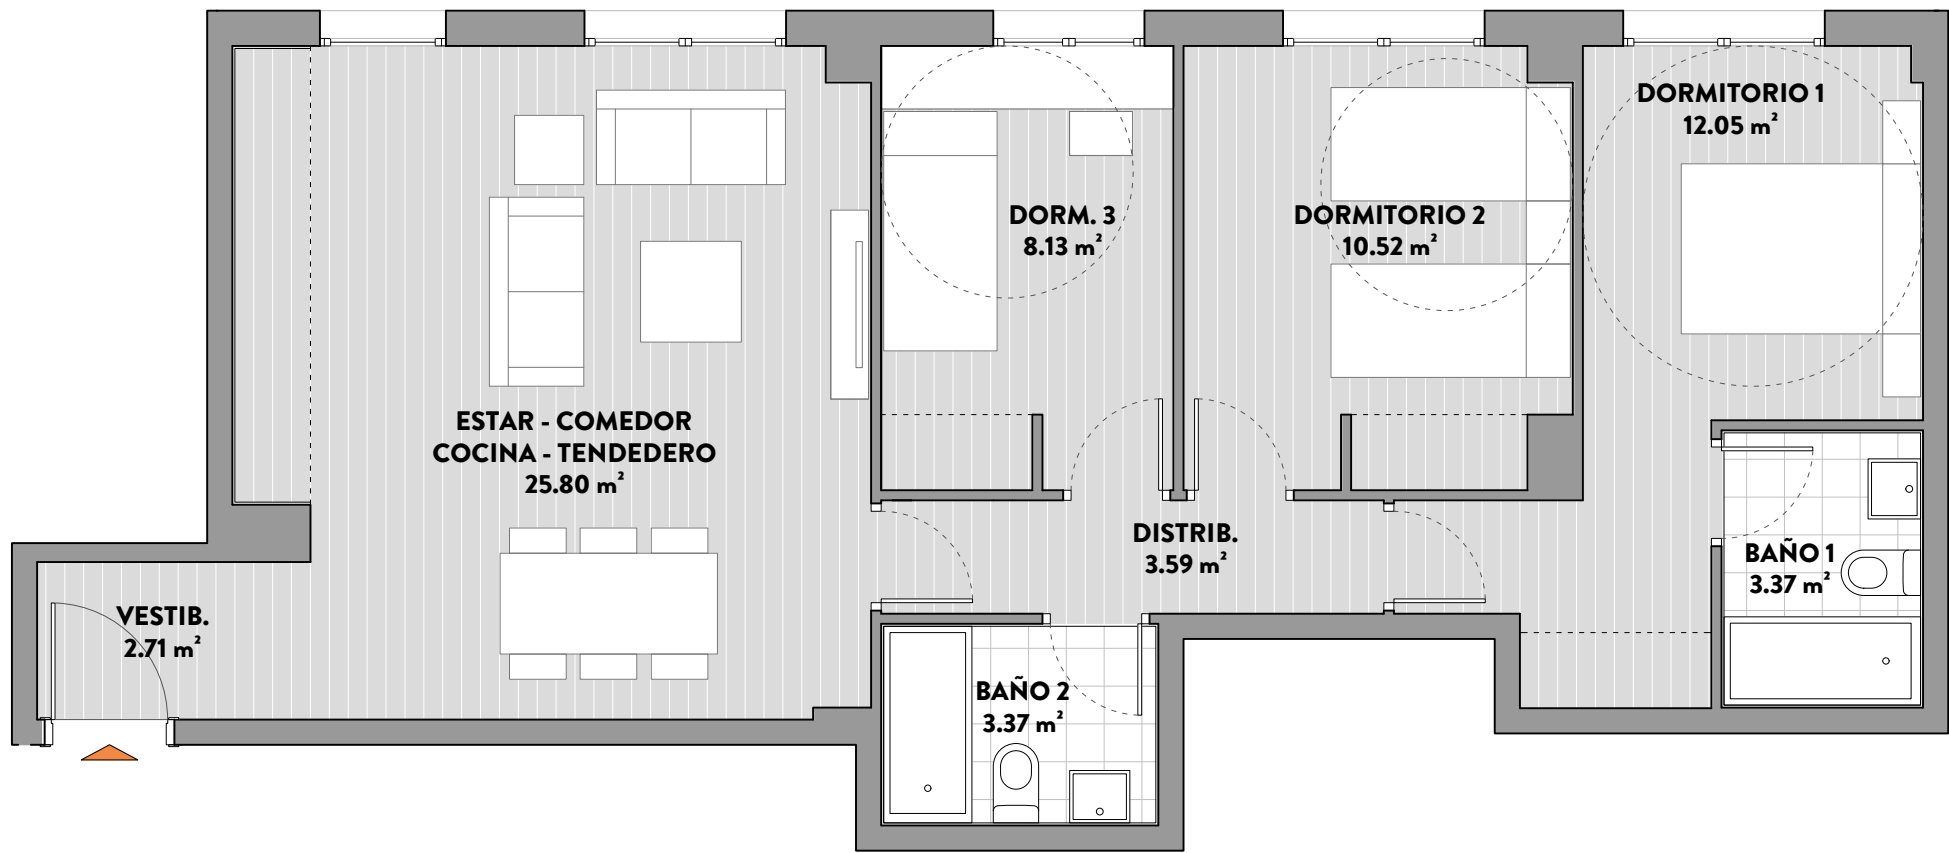 DORMITORIO 1
12.05 m²
DORM. 3
8.13 m²
DORMITORIO 2
10.52 m²
ESTAR - COMEDOR
COCINA - TENDEDERO
25.80 m²
DISTRIB.
3.59 m²
BAÑO 1
3.37 m²
VESTIB.
2.71 m²
BAÑO 2
3.37 m²